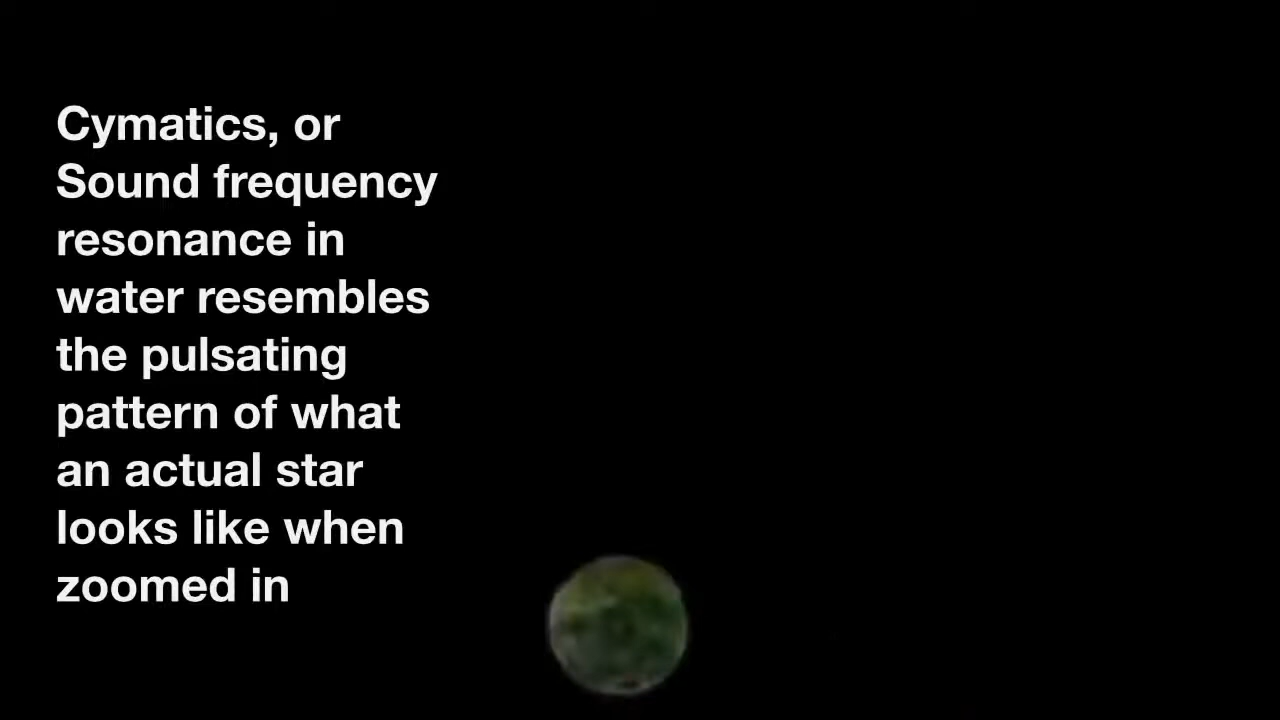 Cymatics, or
Sound frequency
resonance in
water resembles
the pulsating
pattern of what
an actual star
looks like when
zoomed in